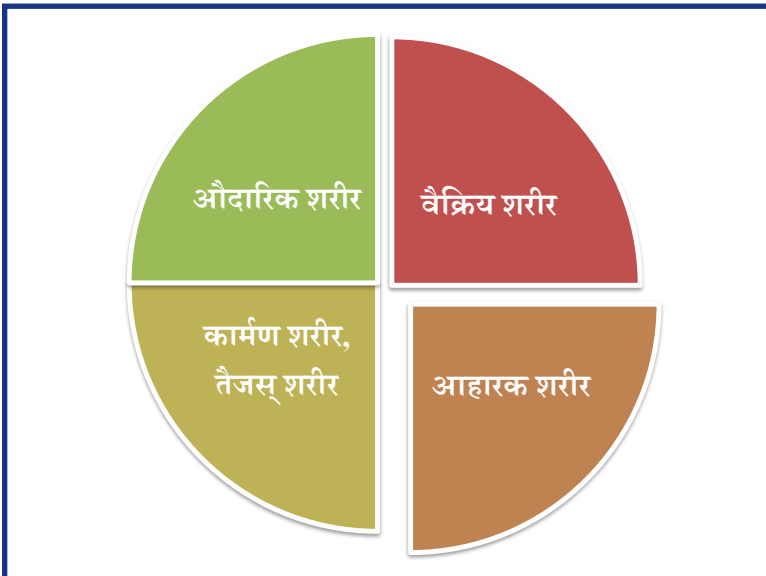 औदारिक शरीर
वैक्रिय शरीर
कार्मण शरीर,
तैजस् शरीर
आहारक शरीर